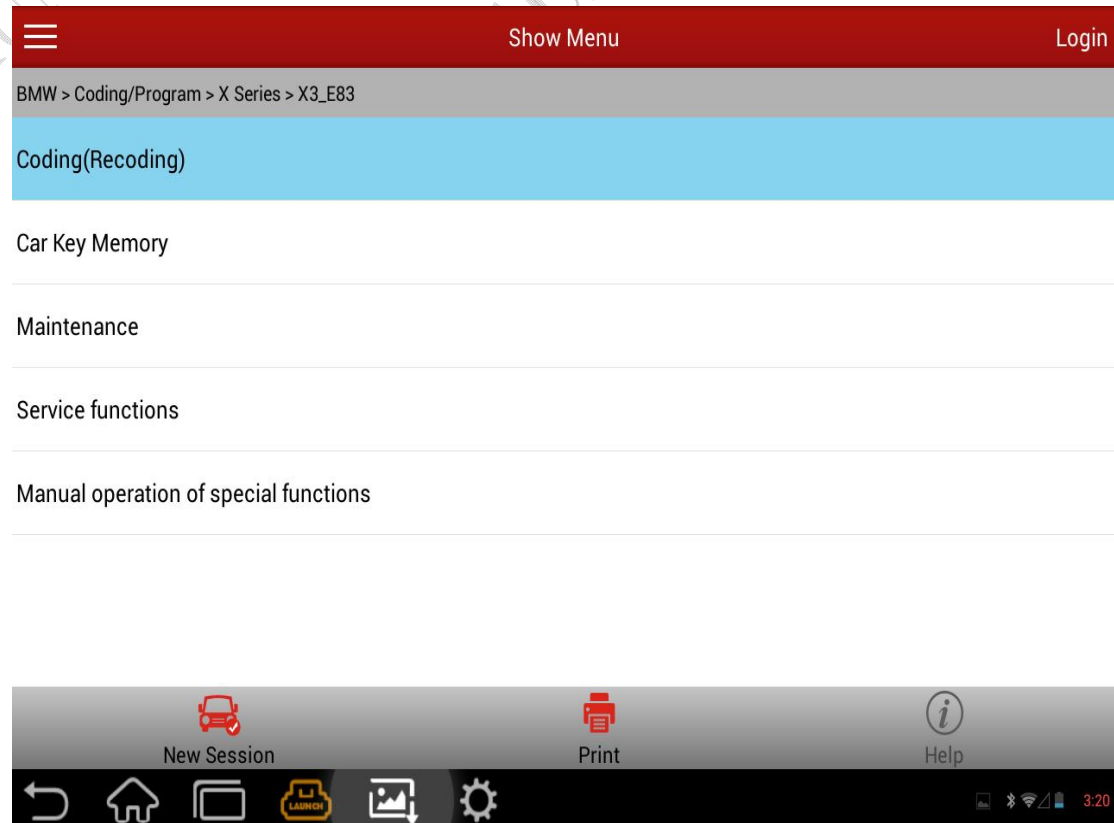 Show Menu
Login
BMW > Coding/Program > X Series > X3_E83
Coding(Recoding)
Car Key Memory
Maintenance
Service functions
Manual operation of special functions
New Session
Print
Help
LAUNCH
3:20